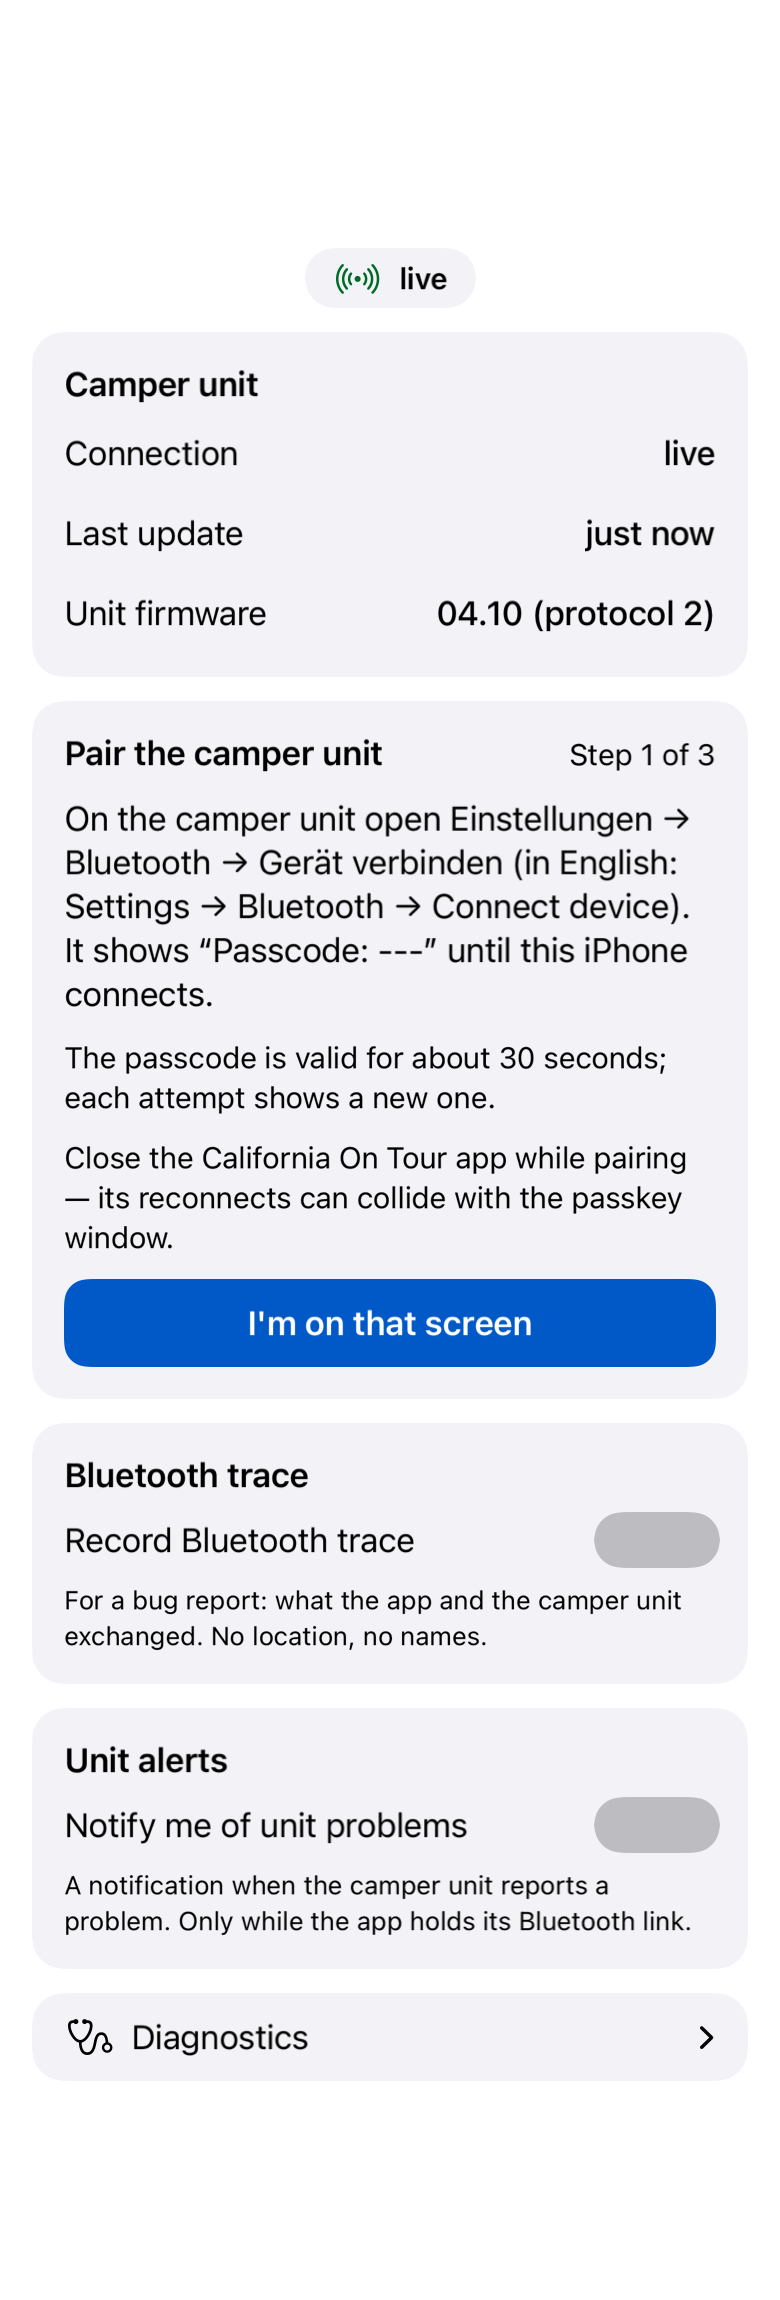 live
Camper unit
Connection live
Last update just now
Unit firmware 04.10 (protocol 2)
Pair the camper unit Step 1 of 3
On the camper unit open Einstellungen →
Bluetooth → Gerät verbinden (in English:
Settings → Bluetooth → Connect device).
It shows “Passcode: ---” until this iPhone
connects.
The passcode is valid for about 30 seconds;
each attempt shows a new one.
Close the California On Tour app while pairing
— its reconnects can collide with the passkey
window.
I'm on that screen
Bluetooth trace
Record Bluetooth trace
For a bug report: what the app and the camper unit
exchanged. No location, no names.
Unit alerts
Notify me of unit problems
A notification when the camper unit reports a
problem. Only while the app holds its Bluetooth link.
Diagnostics